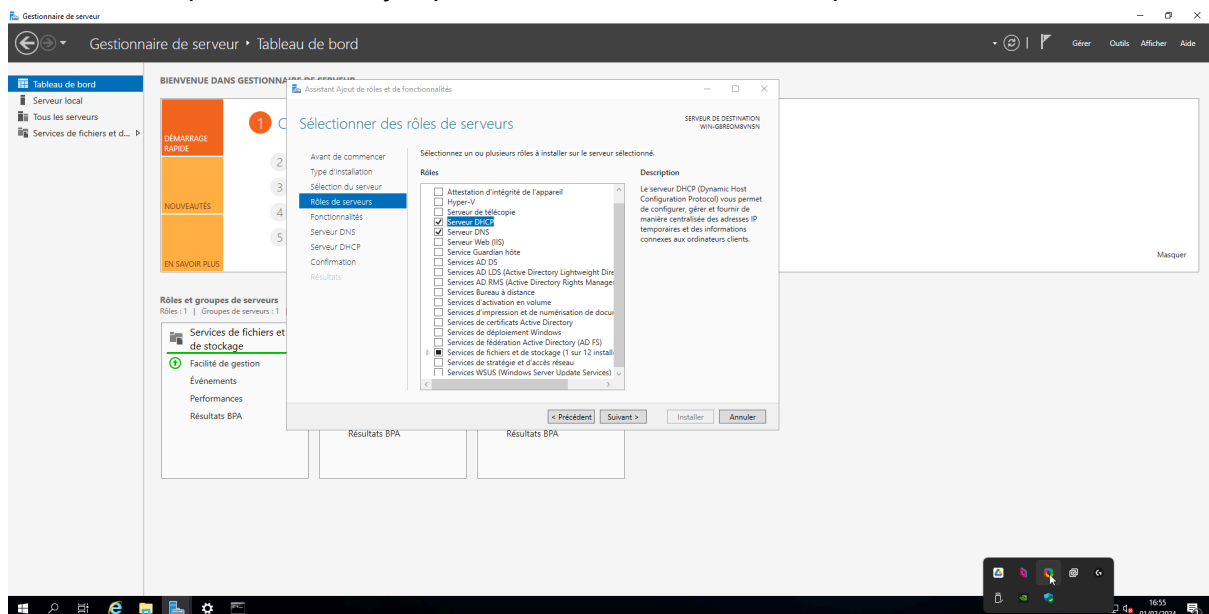 Gestionnaire de serveur
Gestionnaire de serveur • Tableau de bord
Gérer Outils Afficher Aide
Tableau de bord
Serveur local
Tous les serveurs
Services de fichiers et d...
BIENVENUE DANS GESTIONNAIRE DE SERVEUR
DÉMARRAGE
RAPIDE
NOUVEAUTÉS
EN SAVOIR PLUS
1 C
2
3
4
5
Masquer
Rôles et groupes de serveurs
Rôles : 1 | Groupes de serveurs : 1 |
Services de fichiers et
de stockage
Facilité de gestion
Événements
Performances
Résultats BPA
Résultats BPA
Résultats BPA
Assistant Ajout de rôles et de fonctionnalités
Sélectionner des rôles de serveurs
SERVEUR DE DESTINATION
WIN-G8REOM8VN5N
Avant de commencer
Type d'installation
Sélection du serveur
Rôles de serveurs
Fonctionnalités
Serveur DNS
Serveur DHCP
Confirmation
Résultats
Sélectionnez un ou plusieurs rôles à installer sur le serveur sélectionné.
Rôles
Attestation d'intégrité de l'appareil
Hyper-V
Serveur de télécopie
Serveur DHCP
Serveur DNS
Serveur Web (IIS)
Service Guardian hôte
Services AD DS
Services AD LDS (Active Directory Lightweight Dire
Services AD RMS (Active Directory Rights Manage
Services Bureau à distance
Services d'activation en volume
Services d'impression et de numérisation de docu
Services de certificats Active Directory
Services de déploiement Windows
Services de fédération Active Directory (AD FS)
Services de fichiers et de stockage (1 sur 12 install
Services de stratégie et d'accès réseau
Services WSUS (Windows Server Update Services)
Description
Le serveur DHCP (Dynamic Host
Configuration Protocol) vous permet
de configurer, gérer et fournir de
manière centralisée des adresses IP
temporaires et des informations
connexes aux ordinateurs clients.
< Précédent Suivant > Installer Annuler
16:55
01/02/2024